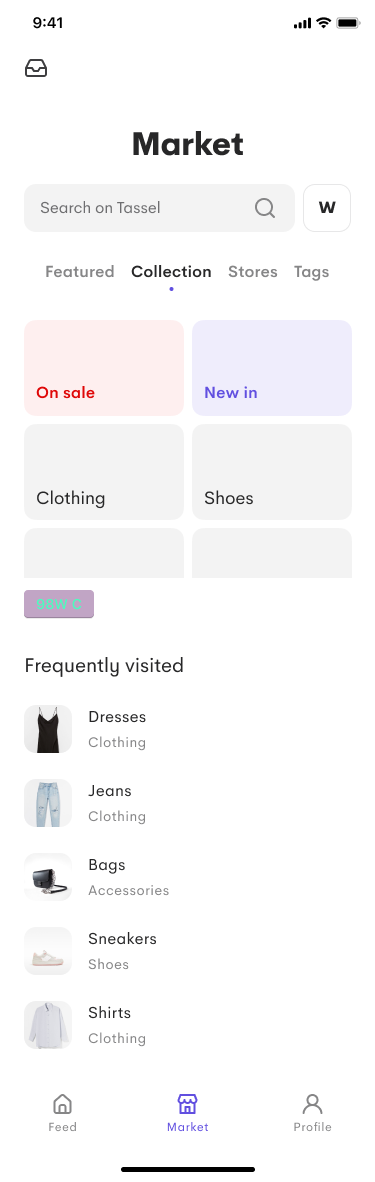 9:41
Market
Search on Tassel
W
Featured Collection Stores Tags
On sale
New in
Clothing
Shoes
98W C
Frequently visited
Dresses
Clothing
Jeans
Clothing
Bags
Accessories
Sneakers
Shoes
Shirts
Clothing
Feed
Market
Profile